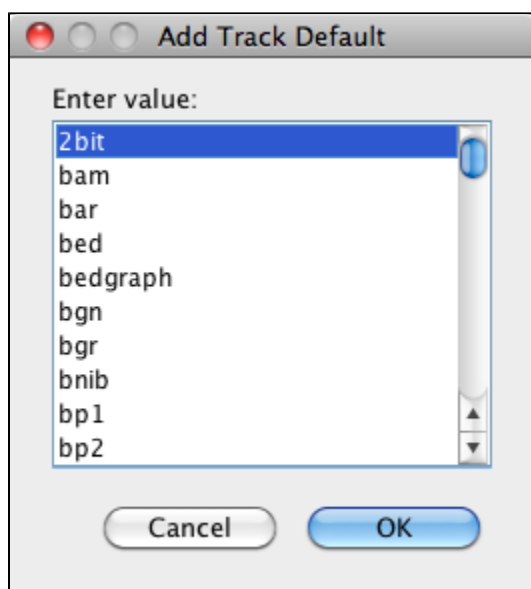 Add Track Default
Enter value:
2bit
bam
bar
bed
bedgraph
bgn
bgr
bnib
bp1
bp2
Cancel OK